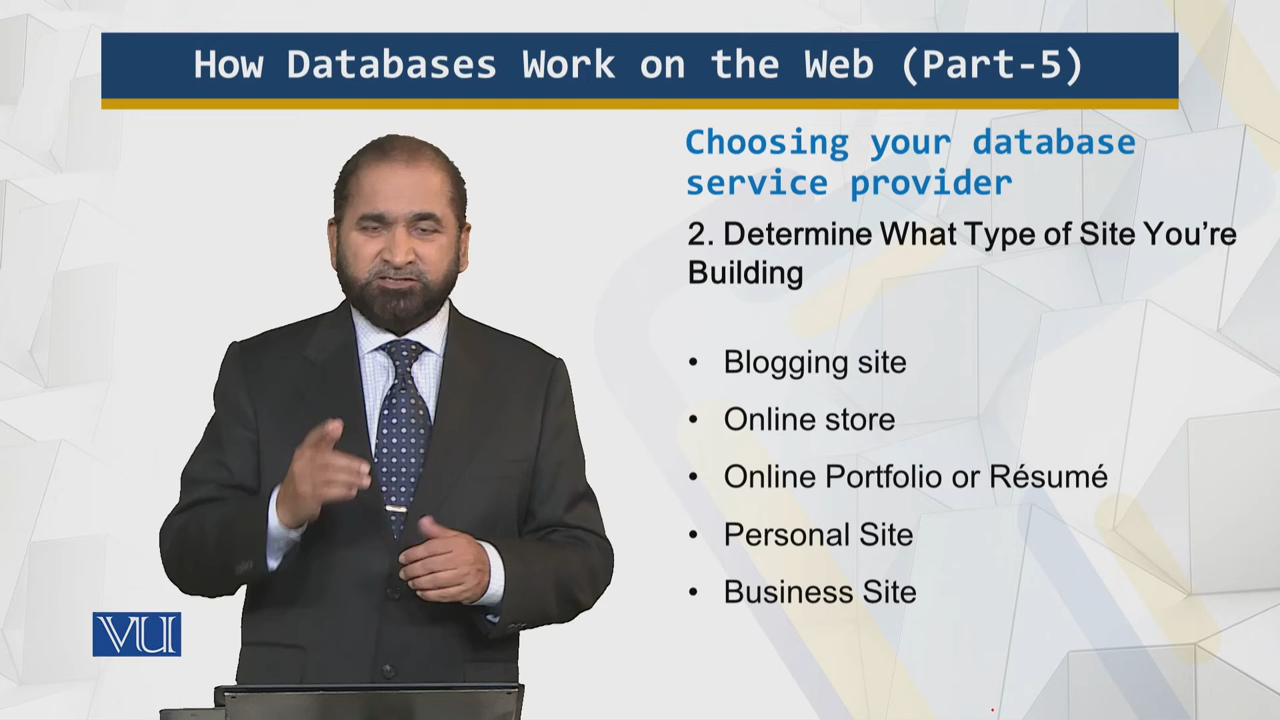 How Databases Work on the Web (Part-5)
Choosing your database
service provider
2. Determine What Type of Site You're
Building
• Blogging site
• Online store
• Online Portfolio or Résumé
• Personal Site
• Business Site
VU